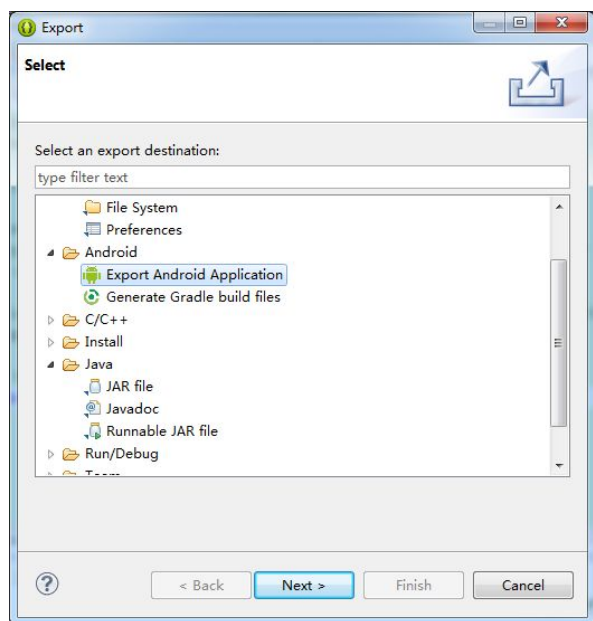 Export
Select
Select an export destination:
type filter text
File System
Preferences
Android
Export Android Application
Generate Gradle build files
C/C++
Install
Java
JAR file
Javadoc
Runnable JAR file
Run/Debug
< Back Next > Finish Cancel